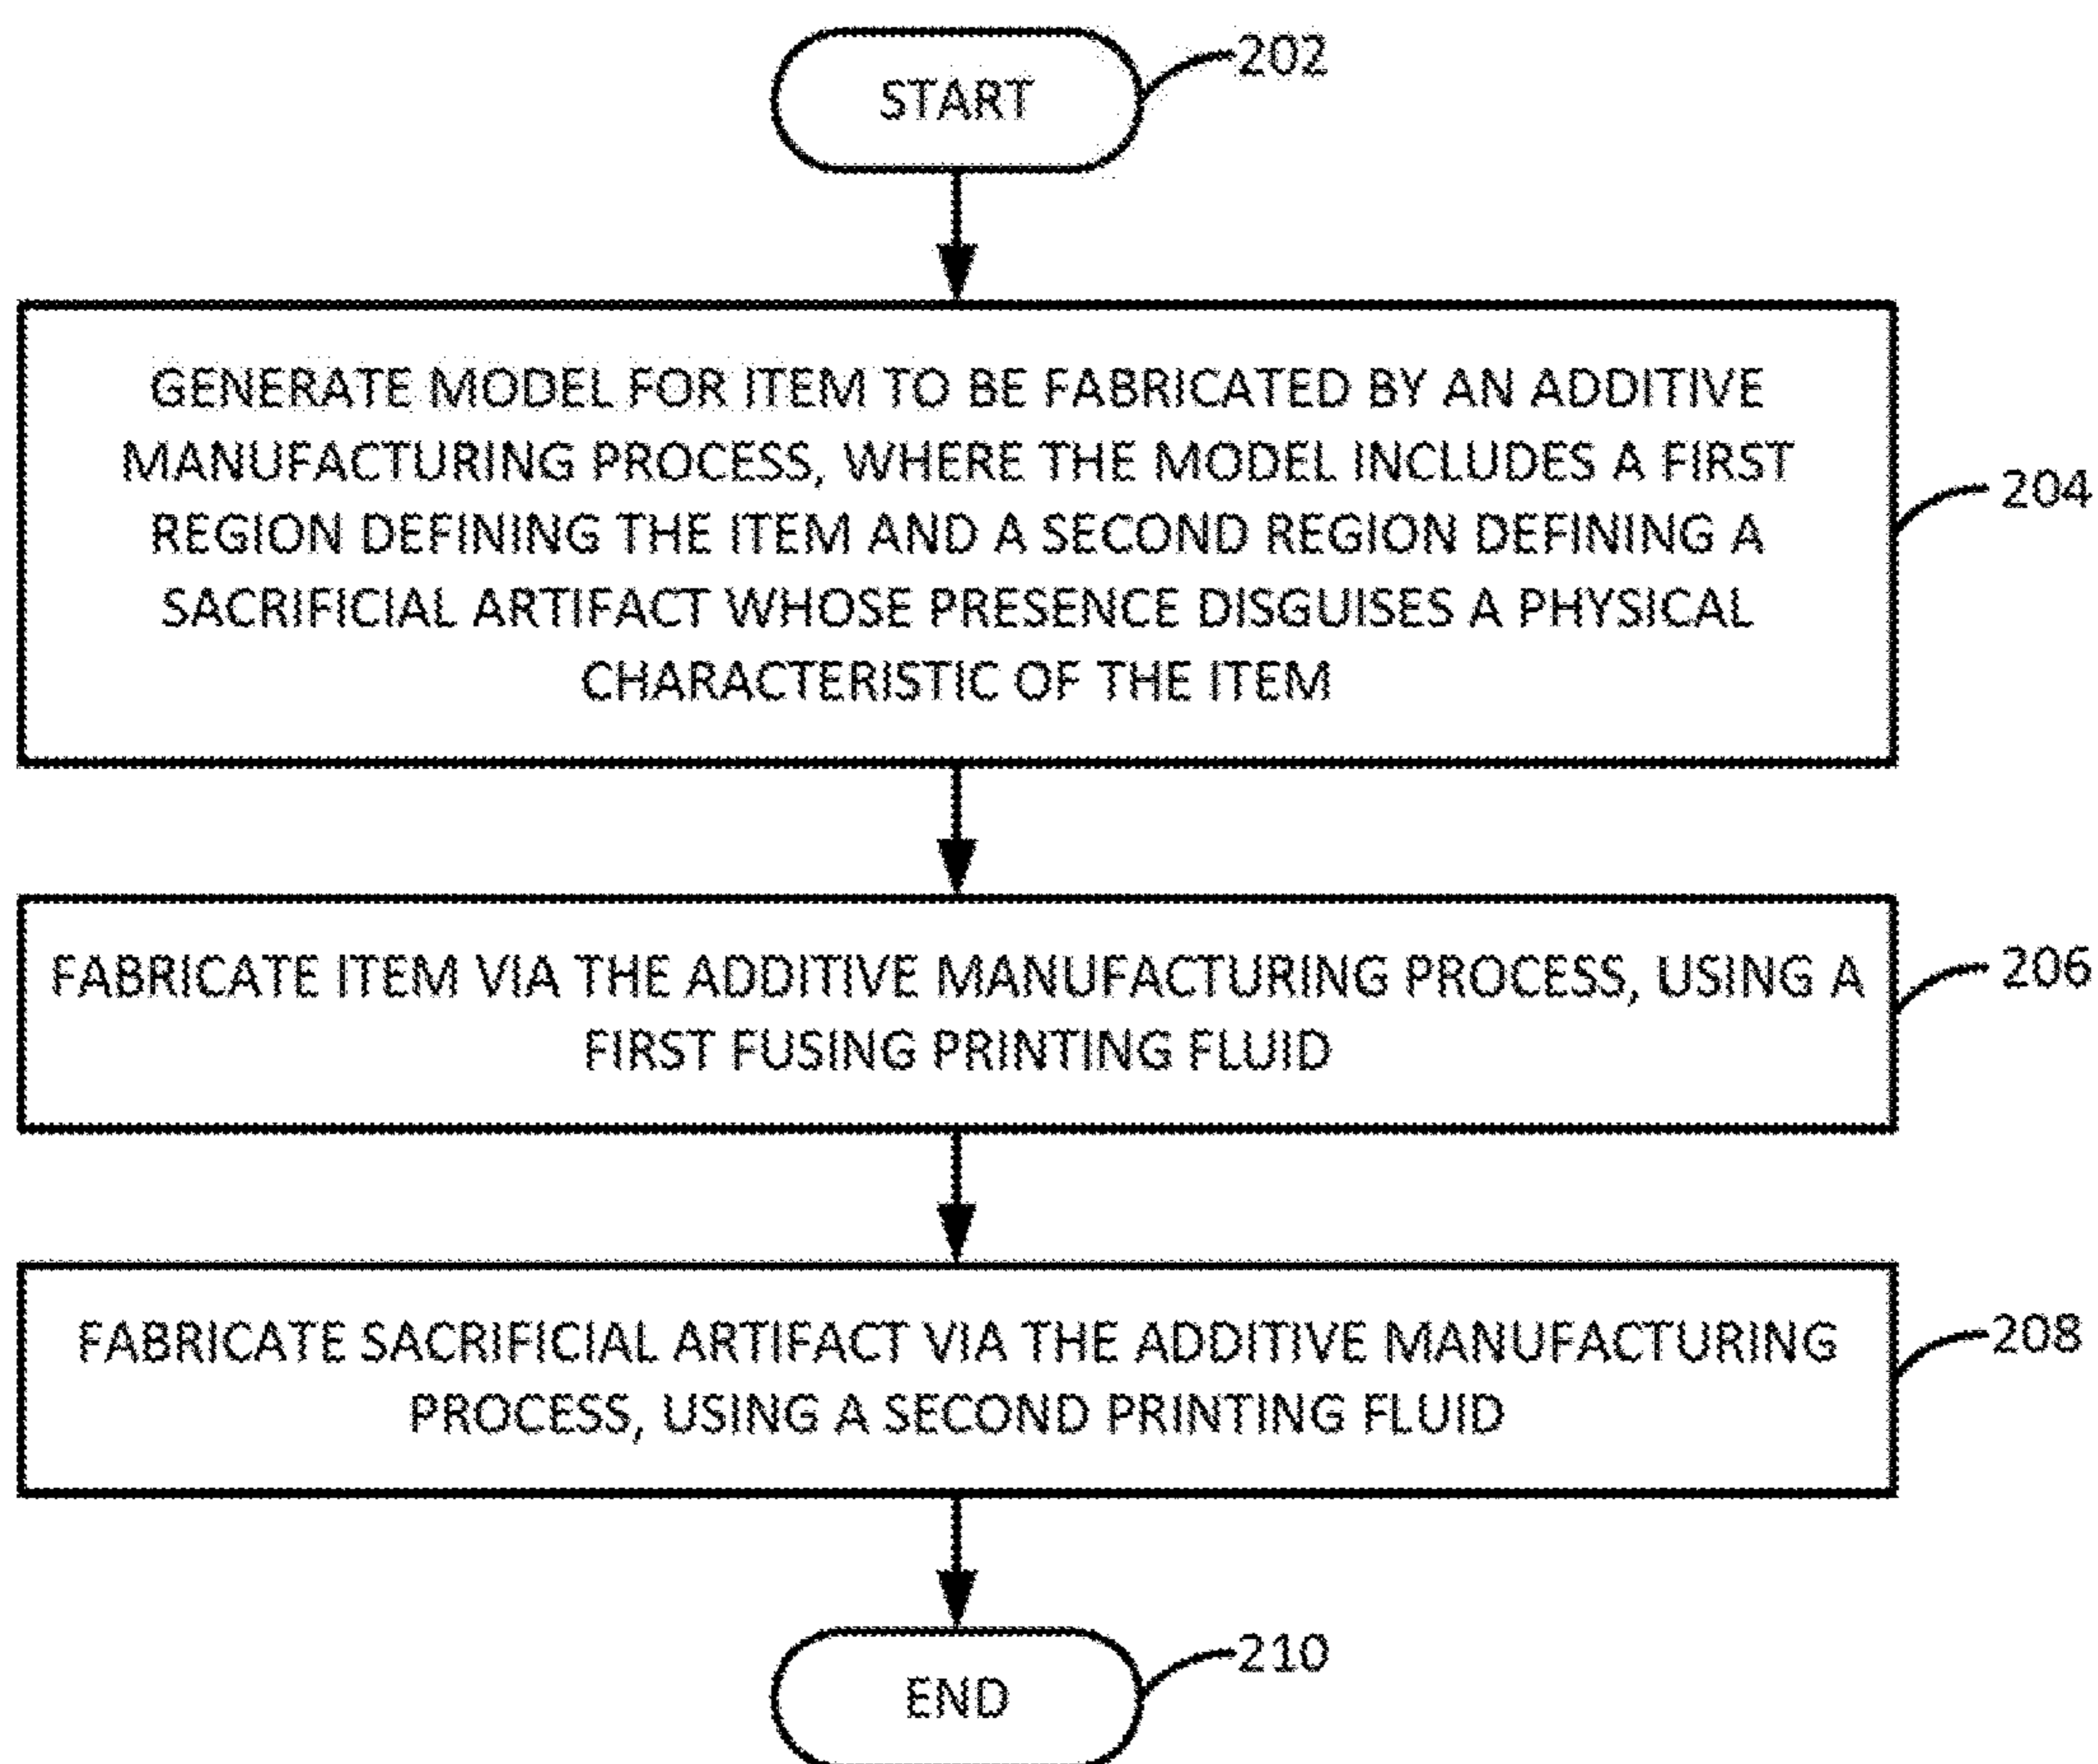 START
202
GENERATE MODEL FOR ITEM TO BE FABRICATED BY AN ADDITIVE
MANUFACTURING PROCESS, WHERE THE MODEL INCLUDES A FIRST
REGION DEFINING THE ITEM AND A SECOND REGION DEFINING A
SACRIFICIAL ARTIFACT WHOSE PRESENCE DISGUISES A PHYSICAL
CHARACTERISTIC OF THE ITEM
204
FABRICATE ITEM VIA THE ADDITIVE MANUFACTURING PROCESS, USING A
FIRST FUSING PRINTING FLUID
206
FABRICATE SACRIFICIAL ARTIFACT VIA THE ADDITIVE MANUFACTURING
PROCESS, USING A SECOND PRINTING FLUID
208
END
210